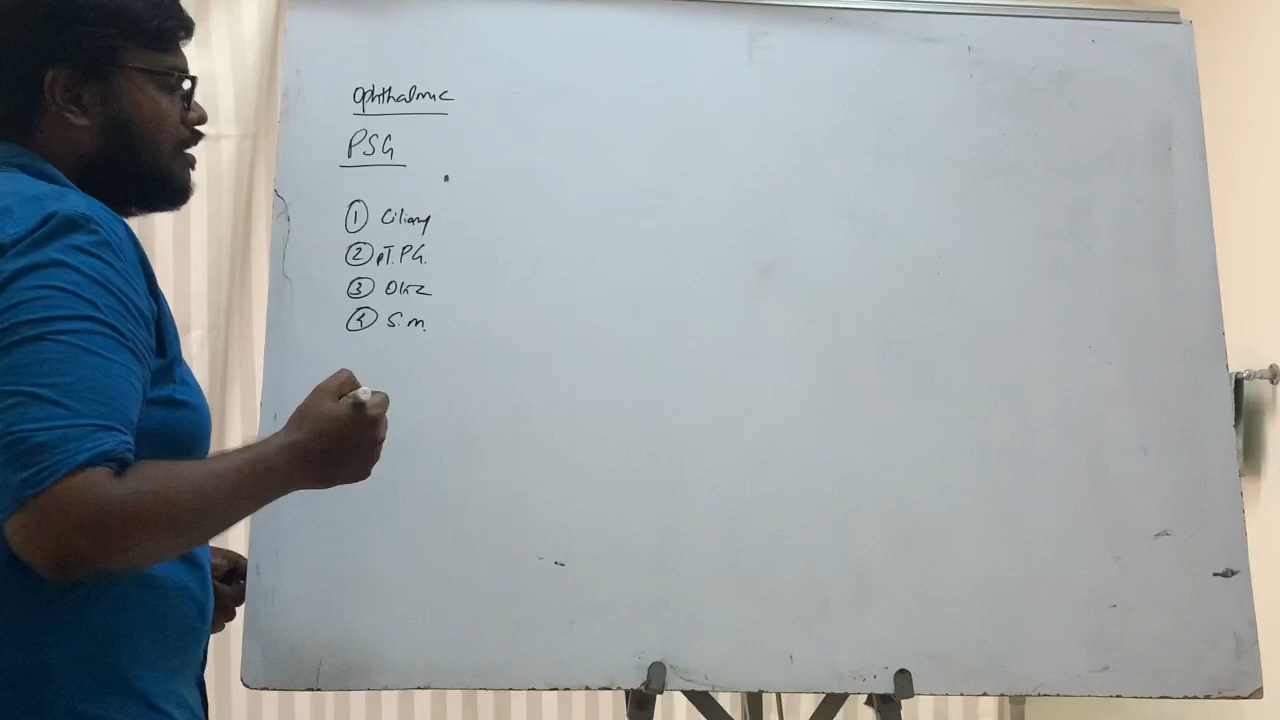 Ophthalmic
PSG
① Ciliary
② PT.PG.
③ Otic
④ S.m.